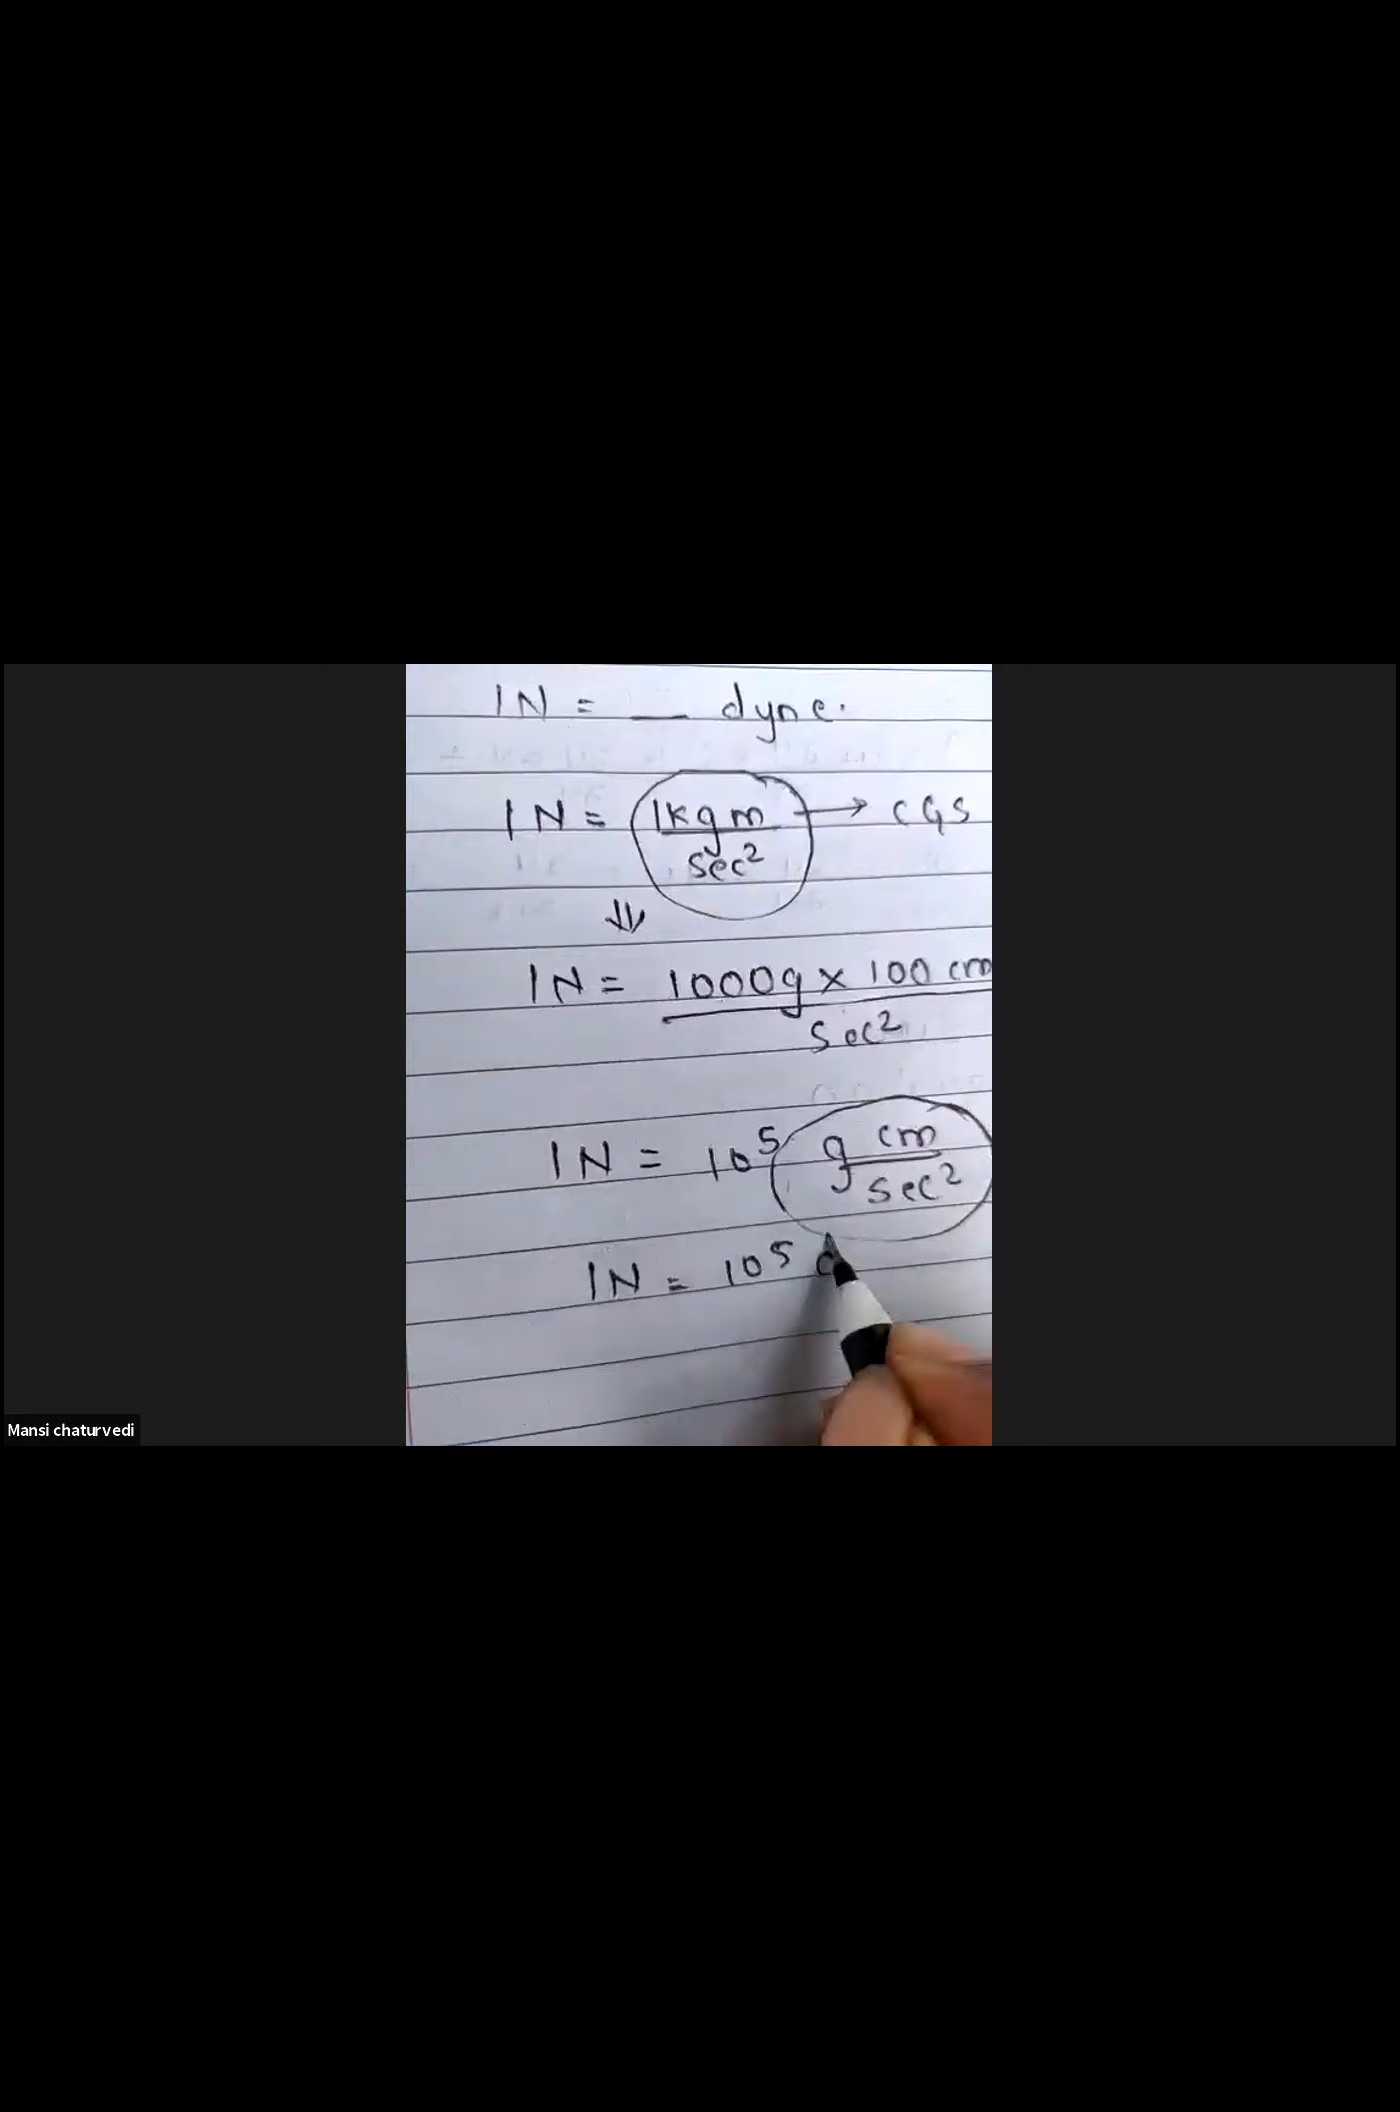 1N = __ dyne.
1N = 1kg m → CGS
sec²
⇓
1N = 1000g x 100 cm
sec²
1N = 10⁵ g cm
sec²
1N = 10⁵ d
Mansi chaturvedi